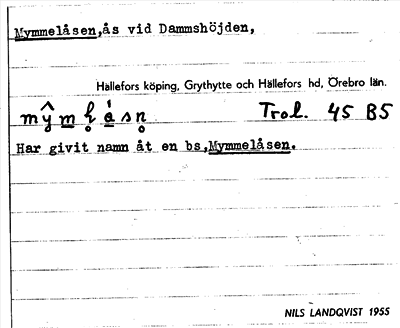 Mymmelåsen,ås vid Dammshöjden,
Hällefors köping, Grythytte och Hällefors hd, Örebro län.
Trol. 45 B5
Har givit namn åt en bs,Mymmelåsen.
NILS LANDQVIST 1955